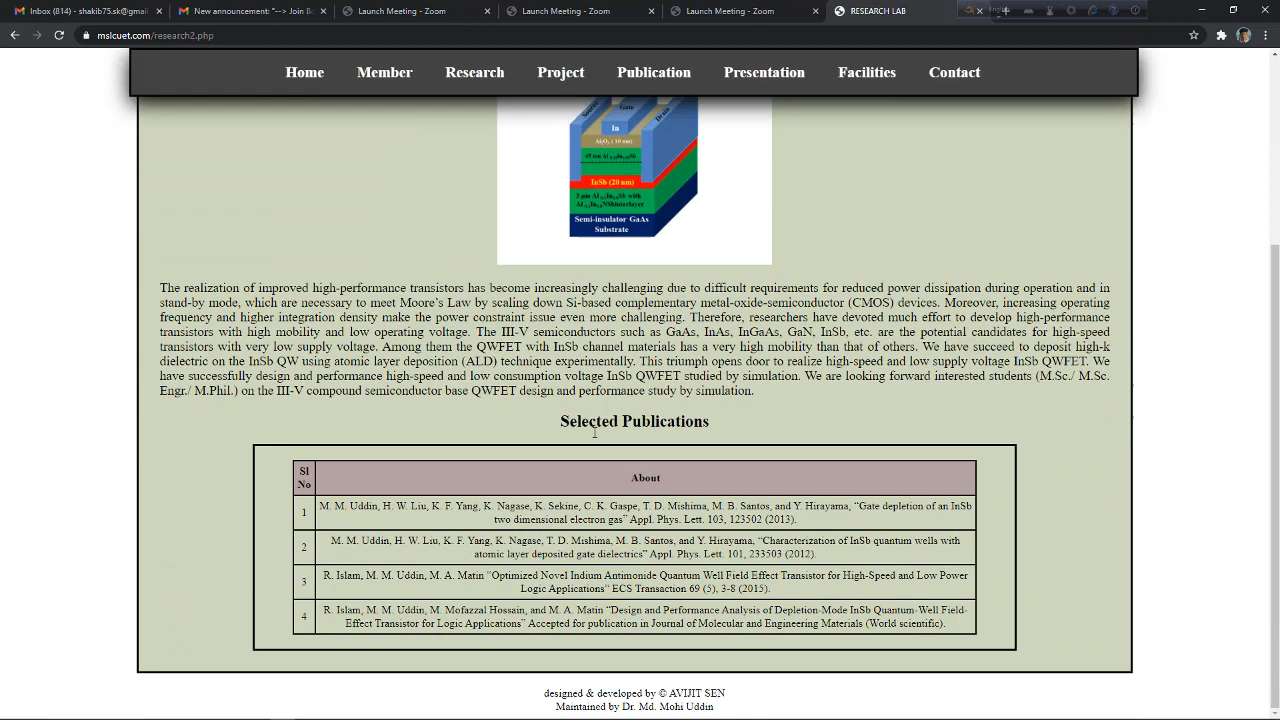 Inbox (814) - shakib75.sk@gmail
New announcement: "--> Join B
Launch Meeting - Zoom
Launch Meeting - Zoom
Launch Meeting - Zoom
RESEARCH LAB
mslcuet.com/research2.php
Home Member Research Project Publication Presentation Facilities Contact
Source
Gate
Drain
In
Al₂O₃ ( 10 nm)
InSb (20 nm)
Semi-insulator GaAs
Substrate
The realization of improved high-performance transistors has become increasingly challenging due to difficult requirements for reduced power dissipation during operation and in
stand-by mode, which are necessary to meet Moore’s Law by scaling down Si-based complementary metal-oxide-semiconductor (CMOS) devices. Moreover, increasing operating
frequency and higher integration density make the power constraint issue even more challenging. Therefore, researchers have devoted much effort to develop high-performance
transistors with high mobility and low operating voltage. The III-V semiconductors such as GaAs, InAs, InGaAs, GaN, InSb, etc. are the potential candidates for high-speed
transistors with very low supply voltage. Among them the QWFET with InSb channel materials has a very high mobility than that of others. We have succeed to deposit high-k
dielectric on the InSb QW using atomic layer deposition (ALD) technique experimentally. This triumph opens door to realize high-speed and low supply voltage InSb QWFET. We
have successfully design and performance high-speed and low consumption voltage InSb QWFET studied by simulation. We are looking forward interested students (M.Sc./ M.Sc.
Engr./ M.Phil.) on the III-V compound semiconductor base QWFET design and performance study by simulation.
Selected Publications
Sl
No
About
1 M. M. Uddin, H. W. Liu, K. F. Yang, K. Nagase, K. Sekine, C. K. Gaspe, T. D. Mishima, M. B. Santos, and Y. Hirayama, “Gate depletion of an InSb
two dimensional electron gas” Appl. Phys. Lett. 103, 123502 (2013).
2 M. M. Uddin, H. W. Liu, K. F. Yang, K. Nagase, T. D. Mishima, M. B. Santos, and Y. Hirayama, “Characterization of InSb quantum wells with
atomic layer deposited gate dielectrics” Appl. Phys. Lett. 101, 233503 (2012).
3 R. Islam, M. M. Uddin, M. A. Matin “Optimized Novel Indium Antimonide Quantum Well Field Effect Transistor for High-Speed and Low Power
Logic Applications“ ECS Transaction 69 (5), 3-8 (2015).
4 R. Islam, M. M. Uddin, M. Mofazzal Hossain, and M. A. Matin “Design and Performance Analysis of Depletion-Mode InSb Quantum-Well Field-
Effect Transistor for Logic Applications” Accepted for publication in Journal of Molecular and Engineering Materials (World scientific).
designed & developed by © AVIJIT SEN
Maintained by Dr. Md. Mohi Uddin